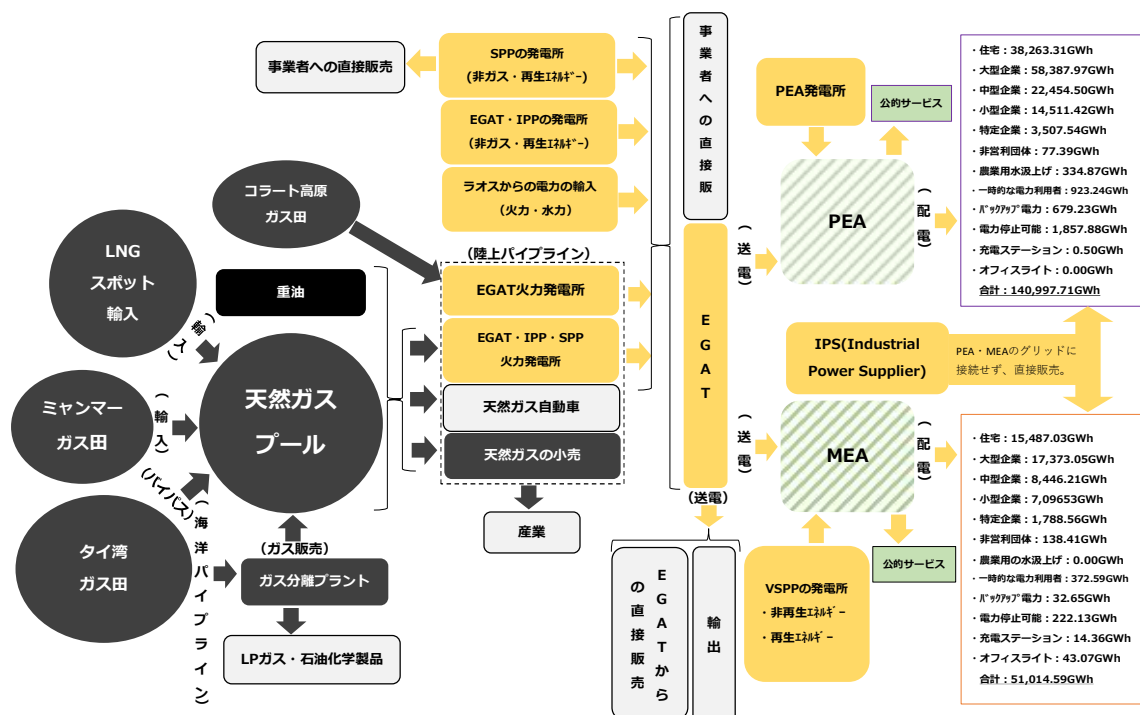 事業者への直接販売
SPPの発電所
(非ガス・再生ｴﾈﾙｷﾞｰ)
EGAT・IPPの発電所
（非ガス・再生ｴﾈﾙｷﾞｰ）
ラオスからの電力の輸入
（火力・水力）
コラート高原
ガス田
LNG
スポット
輸入
(輸入)
重油
(陸上パイプライン)
EGAT火力発電所
EGAT・IPP・SPP
火力発電所
天然ガス自動車
天然ガスの小売
産業
天然ガス
プール
ミャンマー
ガス田
(輸入)
(バイパス)
タイ湾
ガス田
(海洋パイプライン)
(ガス販売)
ガス分離プラント
LPガス・石油化学製品
事業者への直接販
EGAT
(送電)
(送電)
(送電)
EGATから
の直接販売
輸出
PEA発電所
公的サービス
PEA
(配電)
IPS(Industrial
Power Supplier)
PEA・MEAのグリッドに
接続せず、直接販売。
MEA
(配電)
公的サービス
VSPPの発電所
・非再生ｴﾈﾙｷﾞｰ
・再生ｴﾈﾙｷﾞｰ
・住宅：38,263.31GWh
・大型企業：58,387.97GWh
・中型企業：22,454.50GWh
・小型企業：14,511.42GWh
・特定企業：3,507.54GWh
・非営利団体：77.39GWh
・農業用水汲上げ：334.87GWh
・一時的な電力利用者：923.24GWh
・ﾊﾞｯｸｱｯﾌﾟ電力：679.23GWh
・電力停止可能：1,857.88GWh
・充電ステーション：0.50GWh
・オフィスライト：0.00GWh
合計：140,997.71GWh
・住宅：15,487.03GWh
・大型企業：17,373.05GWh
・中型企業：8,446.21GWh
・小型企業：7,09653GWh
・特定企業：1,788.56GWh
・非営利団体：138.41GWh
・農業用の水汲上げ：0.00GWh
・一時的な電力利用者：372.59GWh
・ﾊﾞｯｸｱｯﾌﾟ電力：32.65GWh
・電力停止可能：222.13GWh
・充電ステーション：14.36GWh
・オフィスライト：43.07GWh
合計：51,014.59GWh